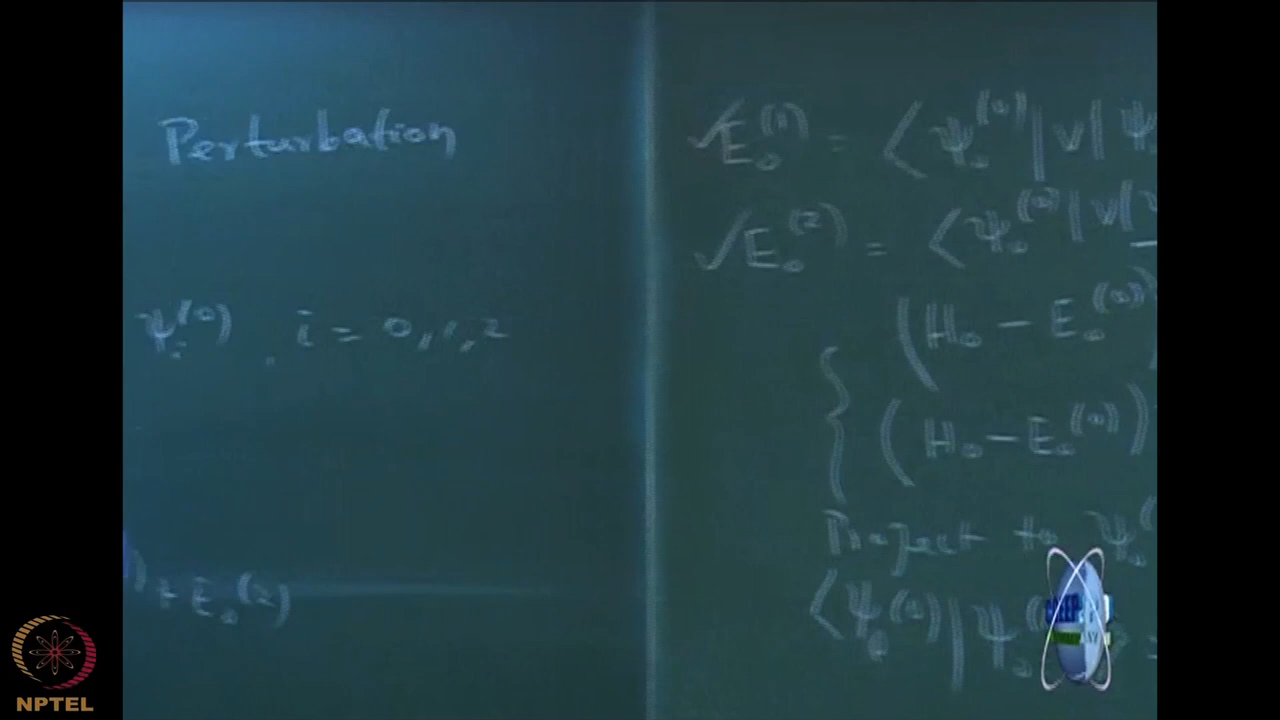 Perturbation
ψᵢ⁽⁰⁾ , i = 0, 1, 2
) + E₀⁽²⁾
✓E₀⁽¹⁾ = ⟨ψ₀⁽⁰⁾|V|ψ
✓E₀⁽²⁾ = ⟨ψ₀⁽⁰⁾|V|
(H₀ − E₀⁽⁰⁾)
{ (H₀ − E₀⁽⁰⁾)
Project to ψ₀⁽
⟨ψ₀⁽⁰⁾|ψ₀⁽
NPTEL